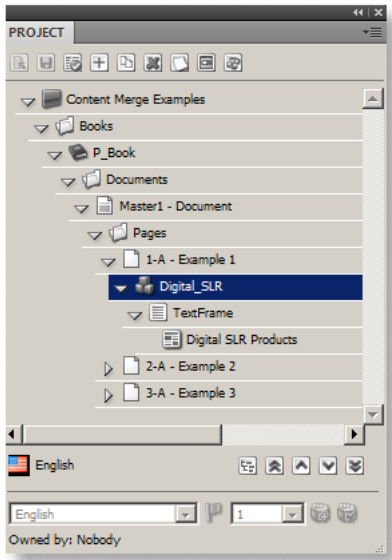 PROJECT
Content Merge Examples
Books
P_Book
Documents
Master1 - Document
Pages
1-A - Example 1
Digital_SLR
TextFrame
Digital SLR Products
2-A - Example 2
3-A - Example 3
English
English
1
Owned by: Nobody